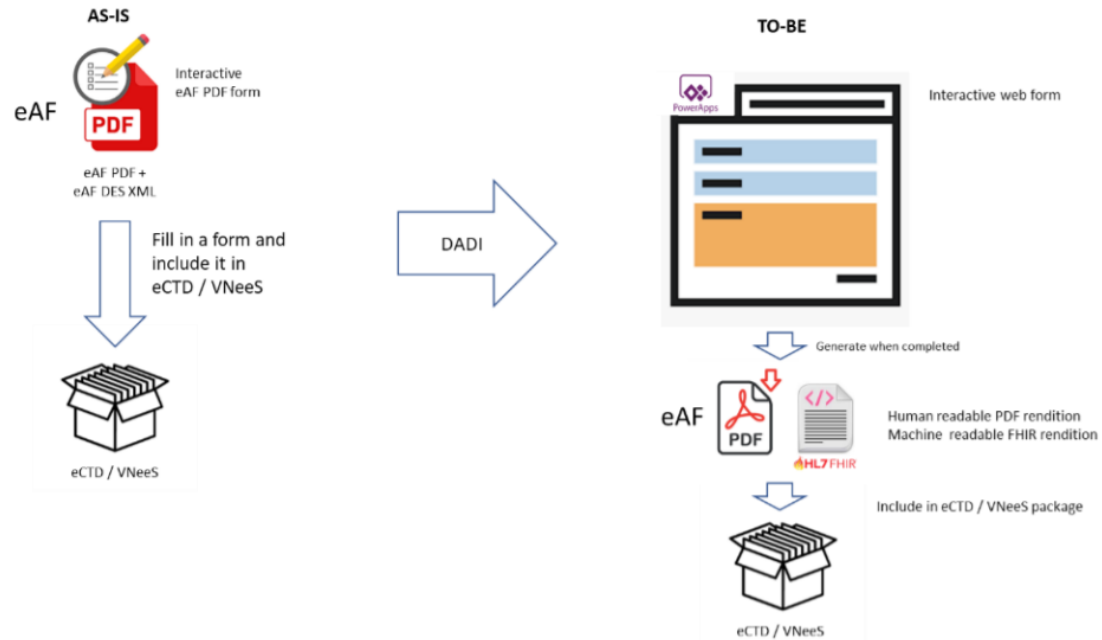 AS-IS
eAF
PDF
Interactive
eAF PDF form
eAF PDF +
eAF DES XML
Fill in a form and
include it in
eCTD / VNeeS
eCTD / VNeeS
DADI
TO-BE
PowerApps
Interactive web form
Generate when completed
eAF
PDF
</>
HL7 FHIR
Human readable PDF rendition
Machine readable FHIR rendition
Include in eCTD / VNeeS package
eCTD / VNeeS